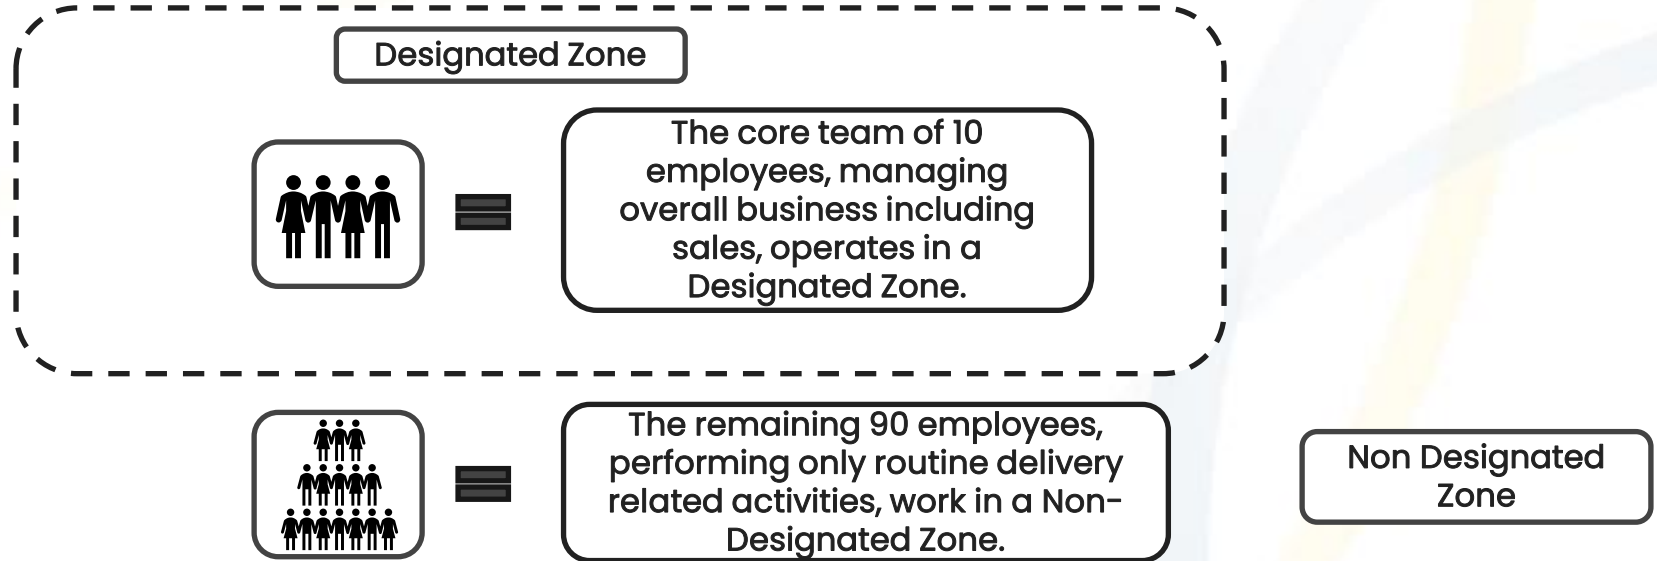 Designated Zone
The core team of 10
employees, managing
overall business including
sales, operates in a
Designated Zone.
The remaining 90 employees,
performing only routine delivery
related activities, work in a Non-
Designated Zone.
Non Designated
Zone